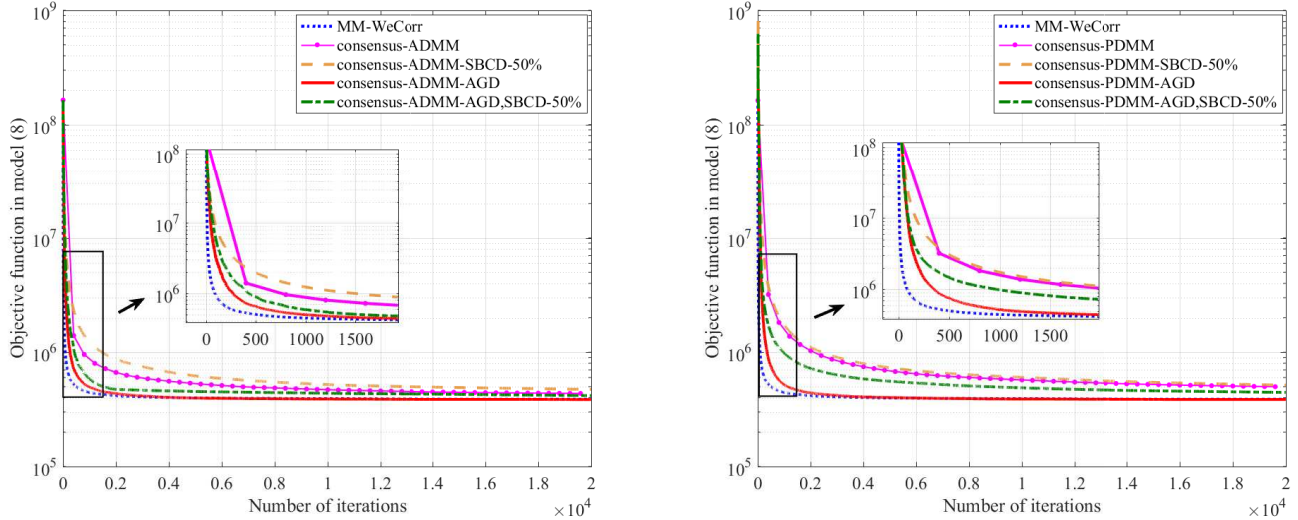 10^9
10^8
10^7
10^6
10^5
Objective function in model (8)
MM-WeCorr
consensus-ADMM
consensus-ADMM-SBCD-50%
consensus-ADMM-AGD
consensus-ADMM-AGD,SBCD-50%
10^8
10^7
10^6
0 500 1000 1500
0 0.2 0.4 0.6 0.8 1 1.2 1.4 1.6 1.8 2
Number of iterations
×10^4
10^9
10^8
10^7
10^6
10^5
Objective function in model (8)
MM-WeCorr
consensus-PDMM
consensus-PDMM-SBCD-50%
consensus-PDMM-AGD
consensus-PDMM-AGD,SBCD-50%
10^8
10^7
10^6
0 500 1000 1500
0 0.2 0.4 0.6 0.8 1 1.2 1.4 1.6 1.8 2
Number of iterations
×10^4